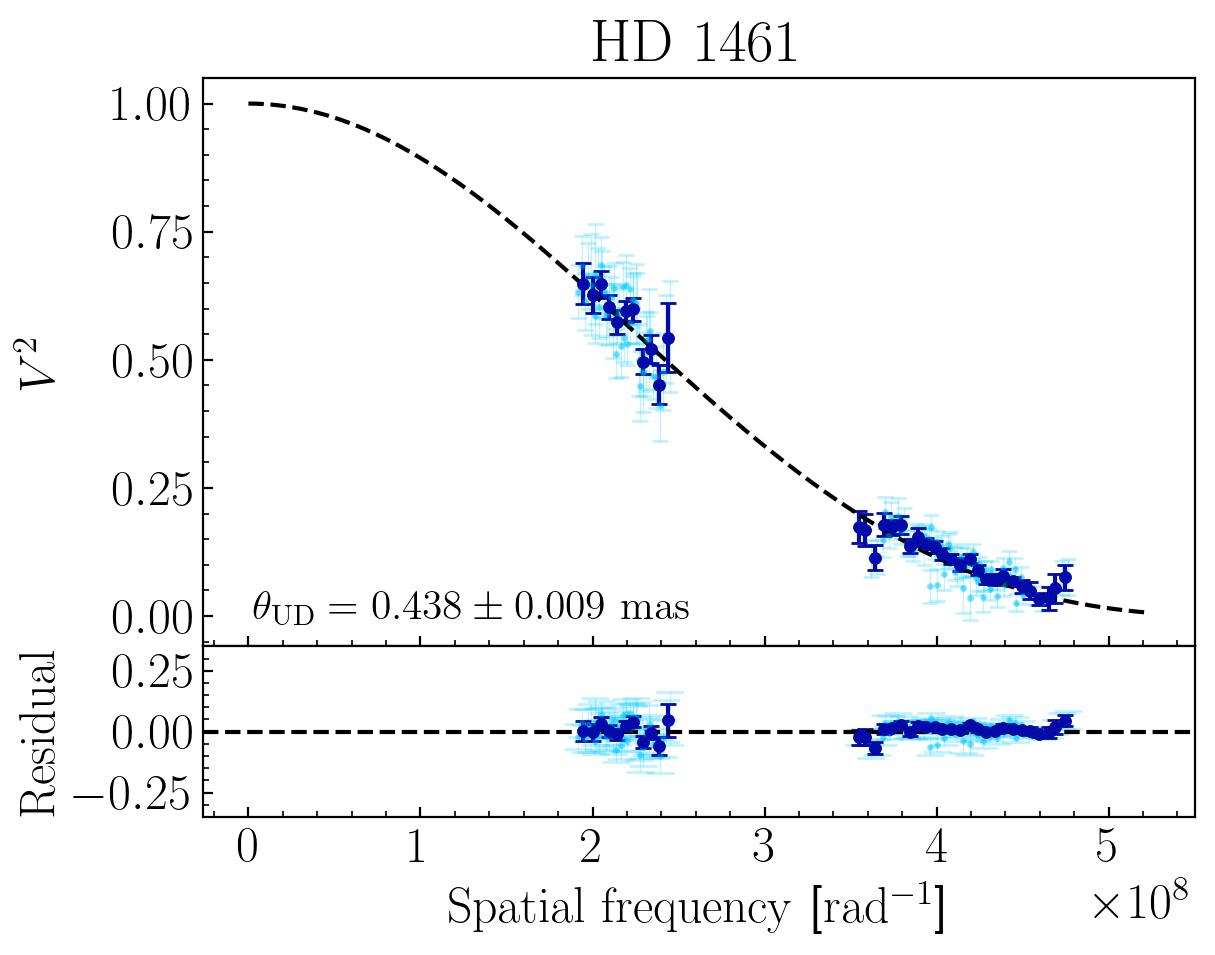 HD 1461
1.00
0.75
0.50
0.25
0.00
V²
θ_UD = 0.438 ± 0.009 mas
0.25
0.00
−0.25
Residual
0 1 2 3 4 5
Spatial frequency [rad⁻¹]
×10⁸